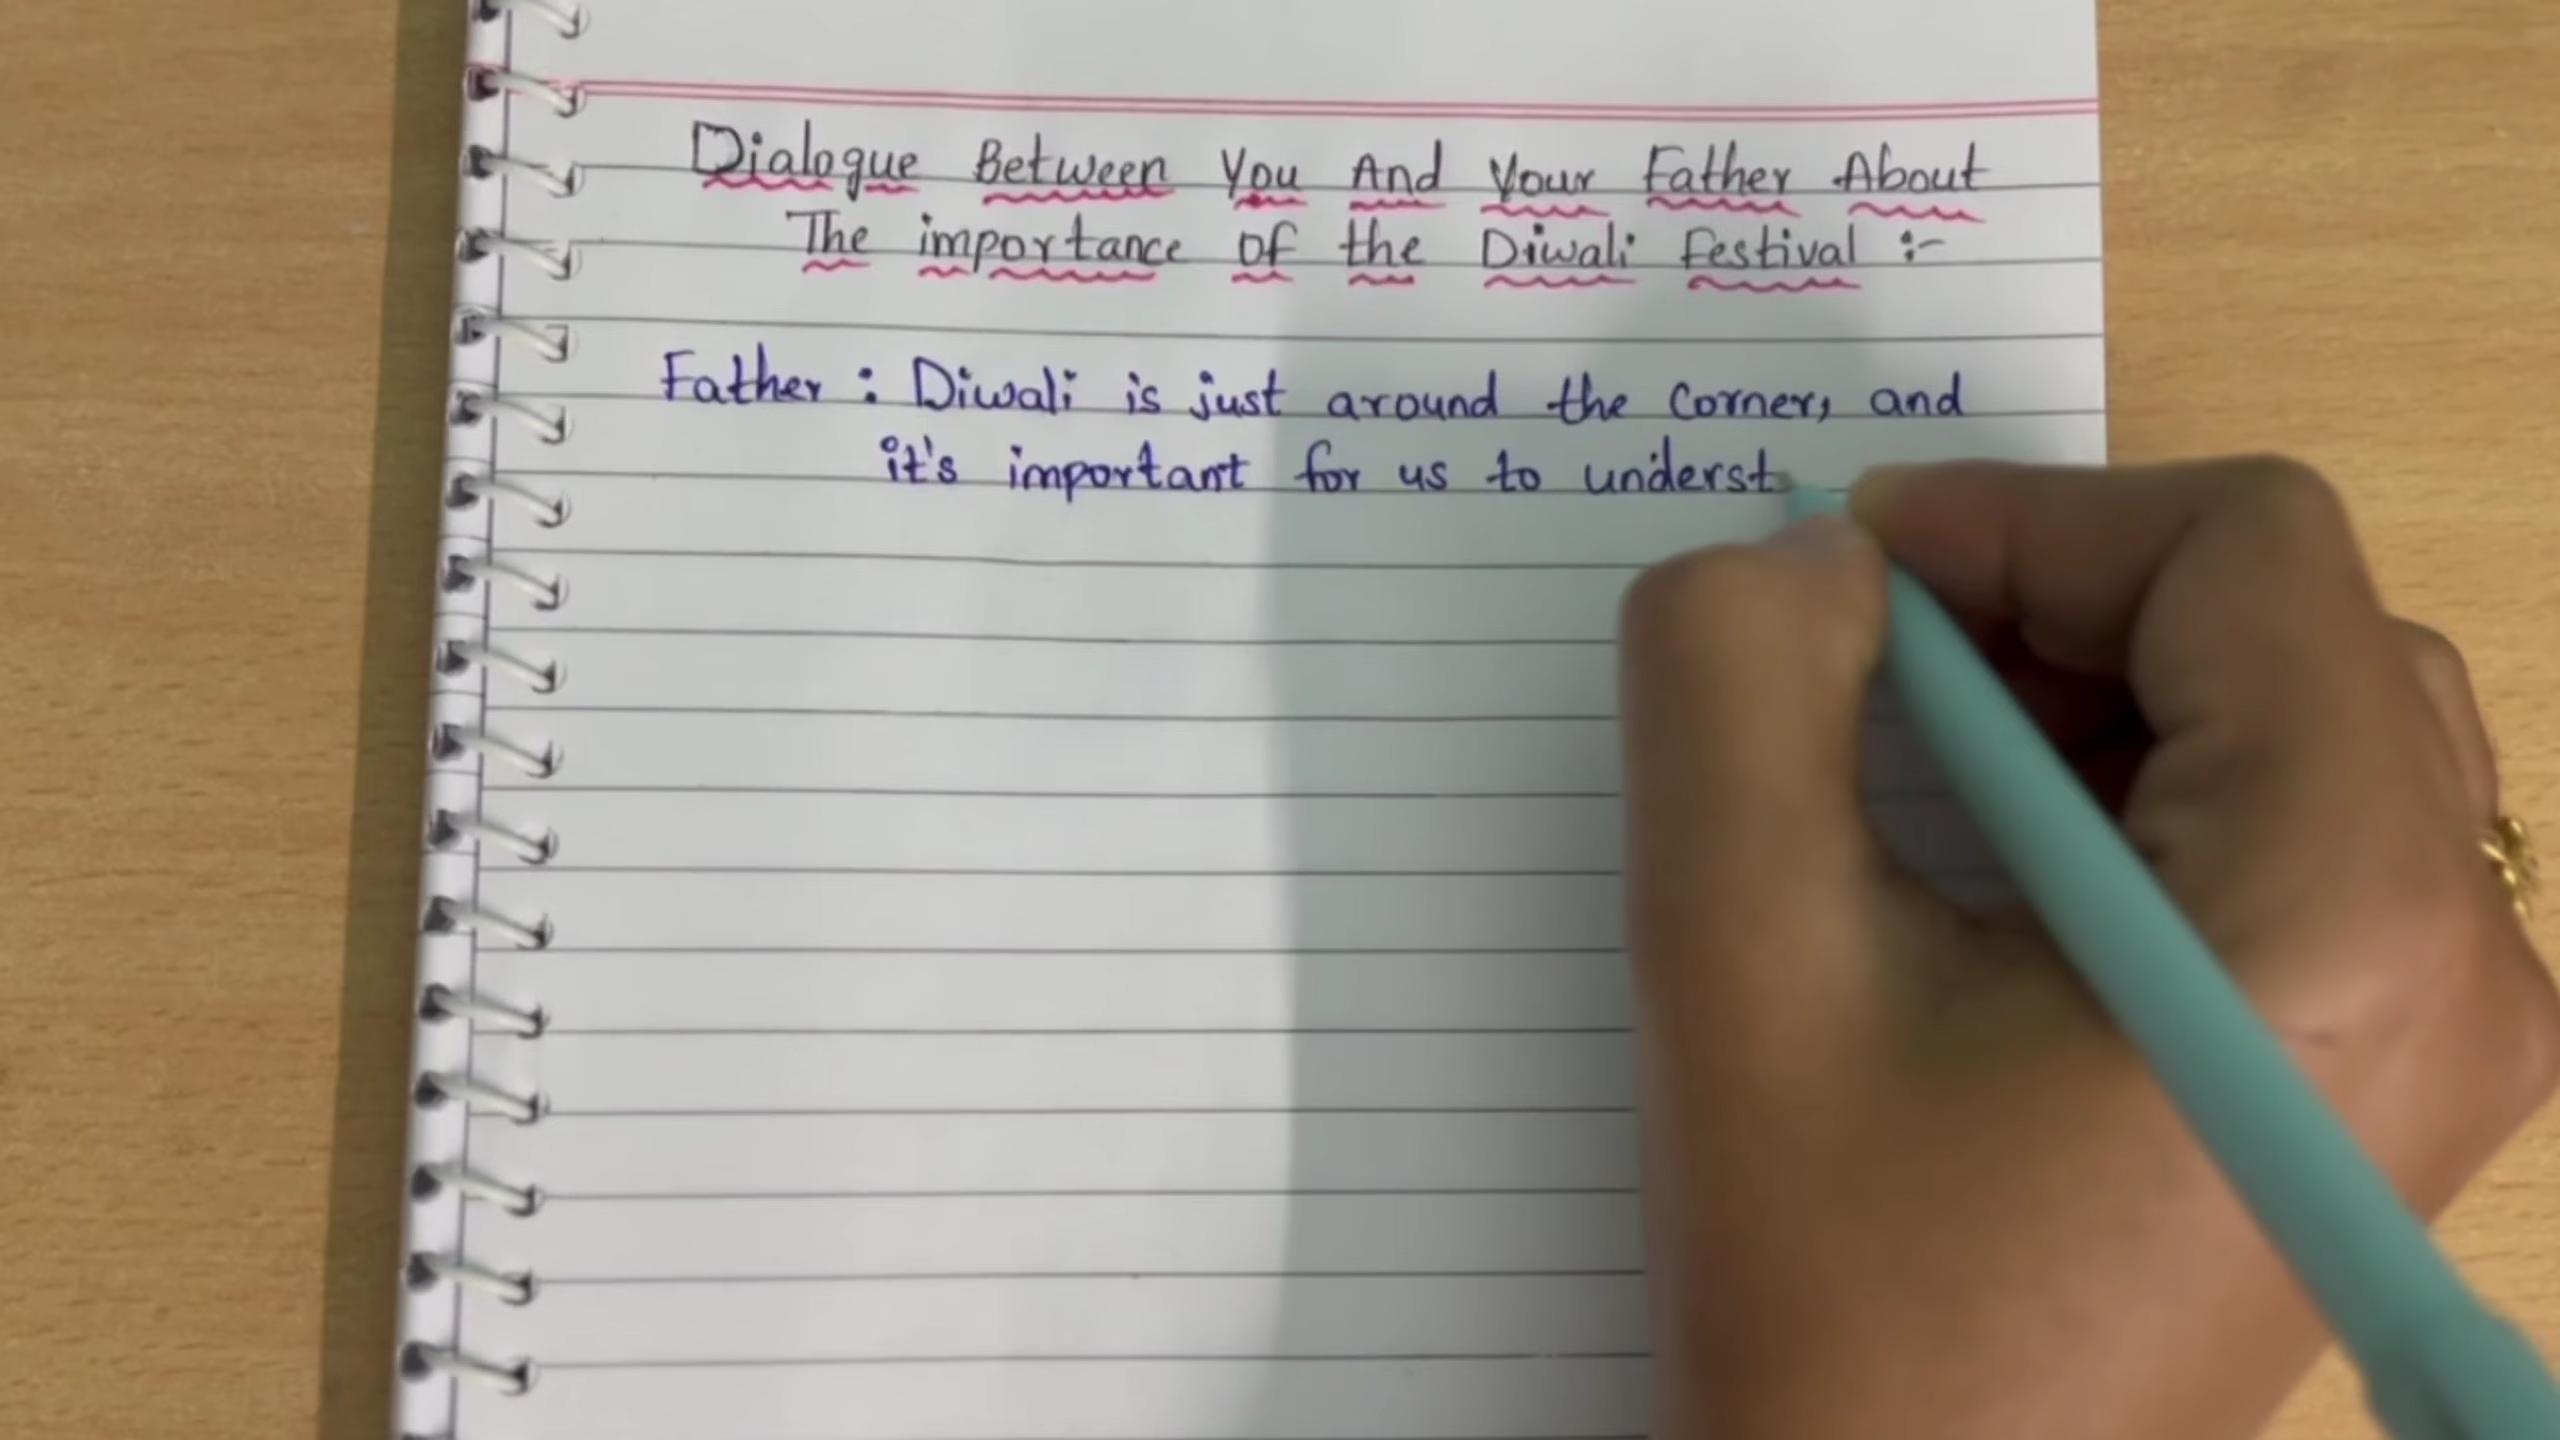 Dialogue Between You And Your Father About
The importance of the Diwali Festival :-
Father : Diwali is just around the corner, and
it's important for us to underst